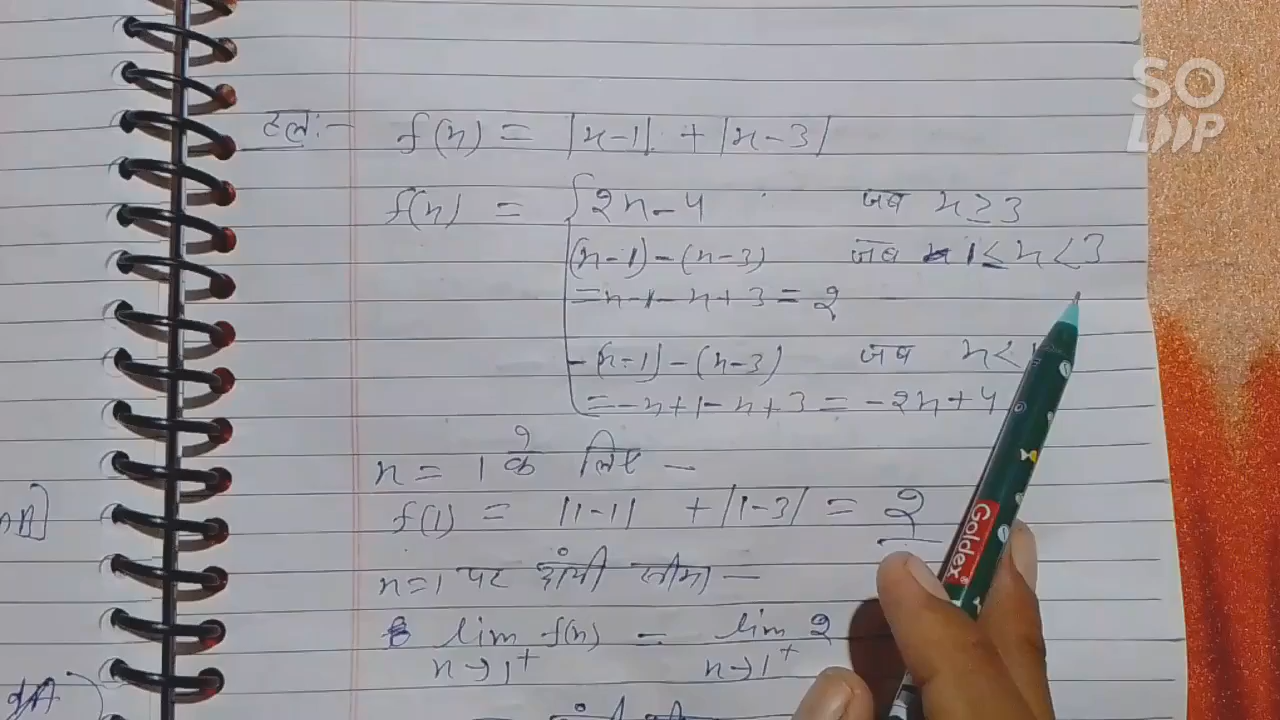 हल:- f(x) = |x-1| + |x-3|
f(x) = { 2x-4 जब x ≥ 3
(x-1)-(x-3) जब 1 ≤ x < 3
= x-1-x+3 = 2
-(x-1)-(x-3) जब x < 1
= -x+1-x+3 = -2x+4
x = 1 के लिए -
f(1) = |1-1| + |1-3| = 2
x=1 पर दांयी सीमा -
lim f(x) = lim 2
x→1⁺ x→1⁺
SO
LOOP
Goldex